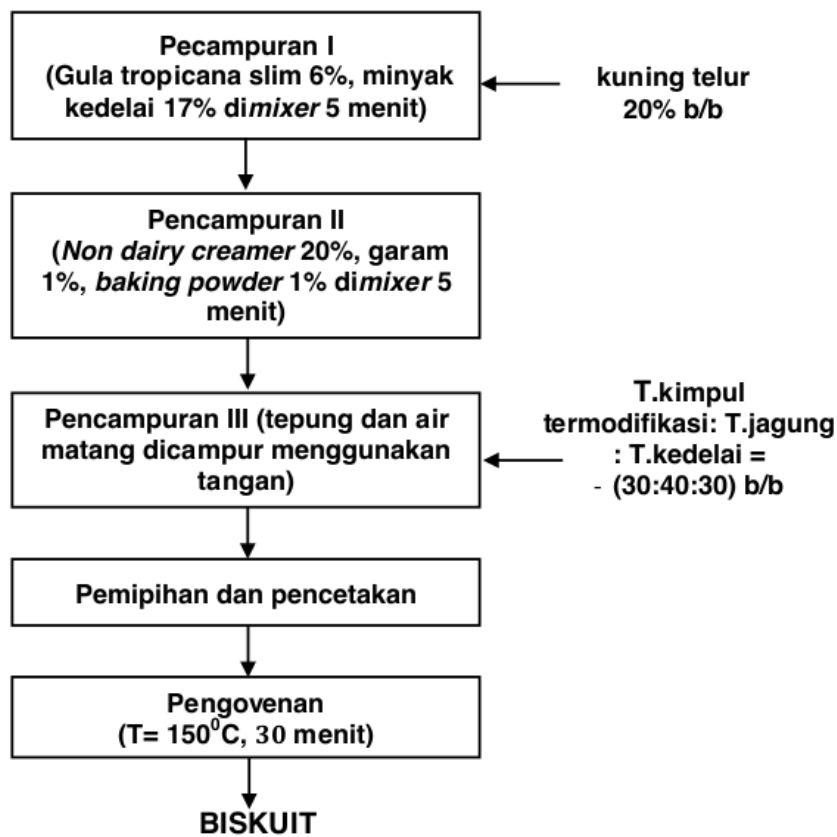 Pecampuran I
(Gula tropicana slim 6%, minyak
kedelai 17% dimixer 5 menit)
kuning telur
20% b/b
Pencampuran II
(Non dairy creamer 20%, garam
1%, baking powder 1% dimixer 5
menit)
Pencampuran III (tepung dan air
matang dicampur menggunakan
tangan)
T.kimpul
termodifikasi: T.jagung
: T.kedelai =
- (30:40:30) b/b
Pemipihan dan pencetakan
Pengovenan
(T= 150⁰C, 30 menit)
BISKUIT